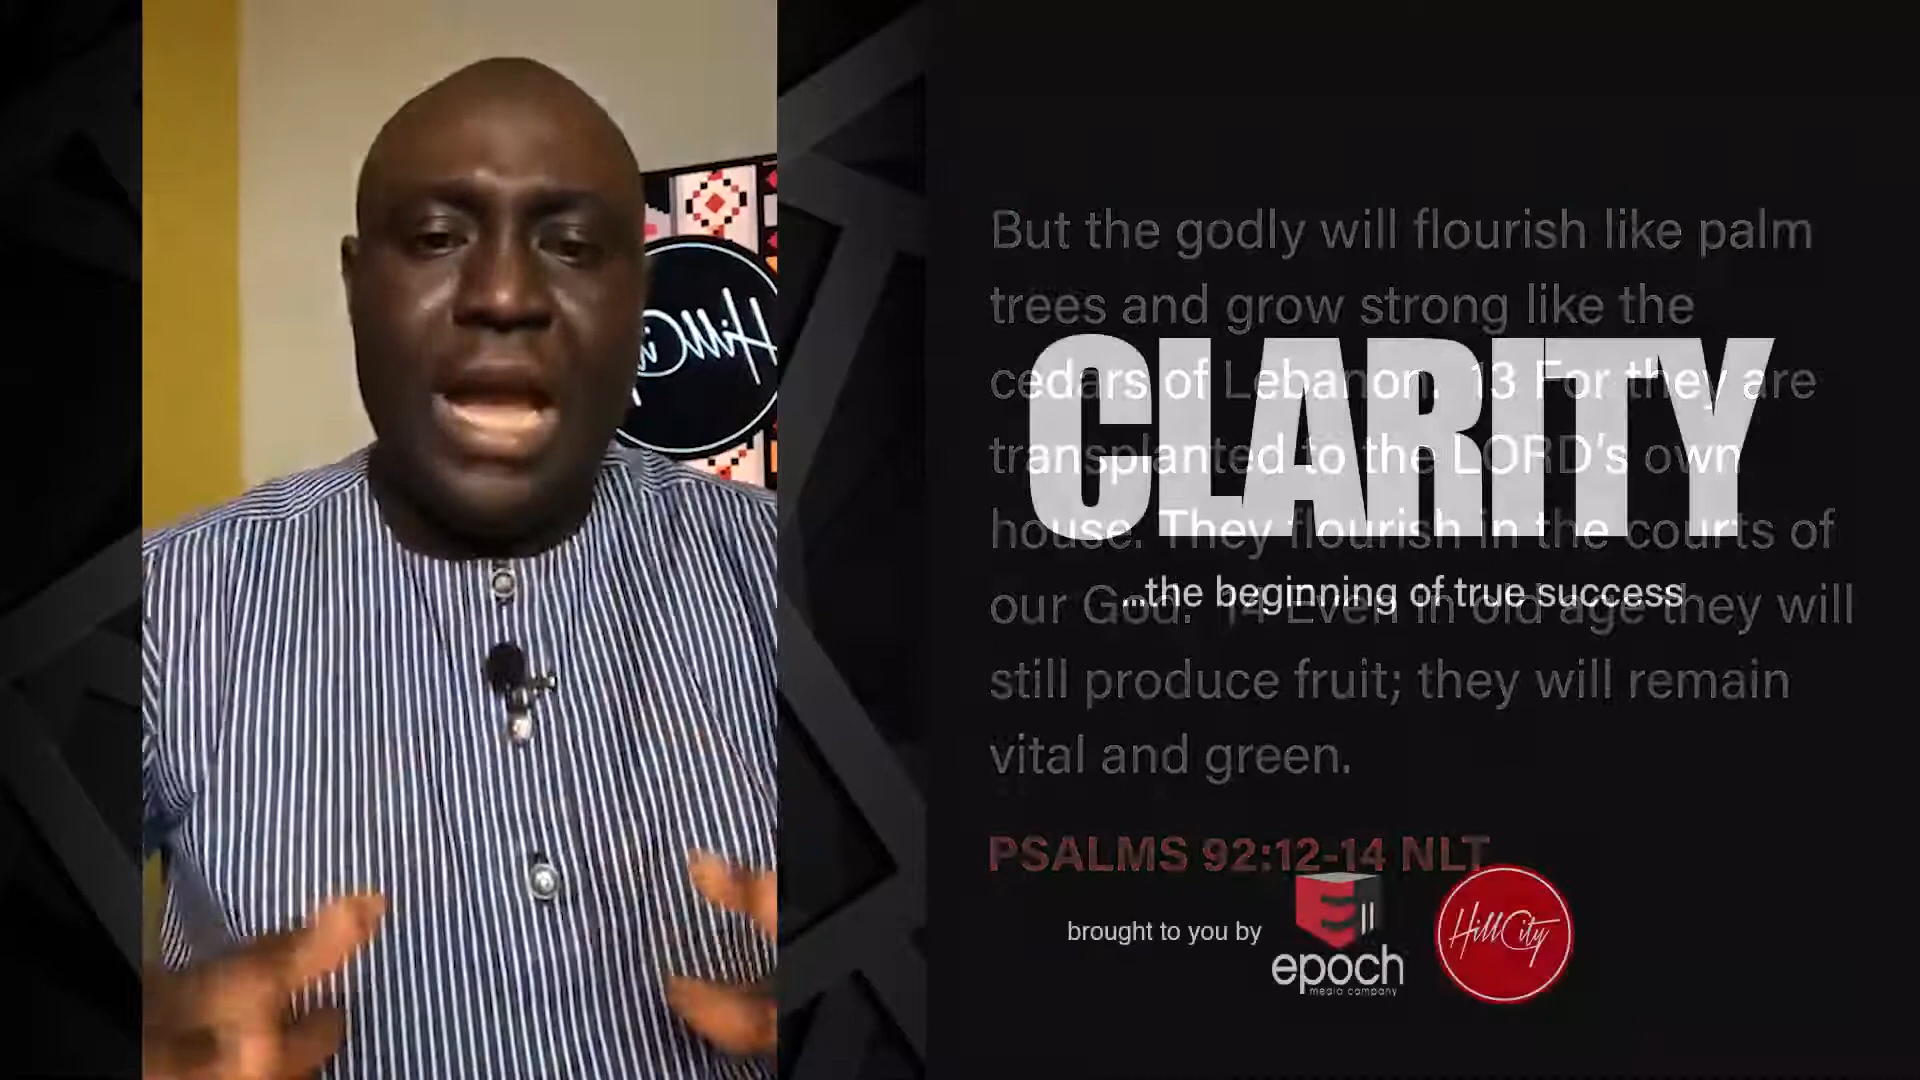 HillCity
But the godly will flourish like palm
trees and grow strong like the
cedars of Lebanon. 13 For they are
transplanted to the LORD's own
house. They flourish in the courts of
our God. 14 Even in old age they will
still produce fruit; they will remain
vital and green.
PSALMS 92:12-14 NLT
CLARITY
...the beginning of true success
brought to you by
epoch
media company
HillCity